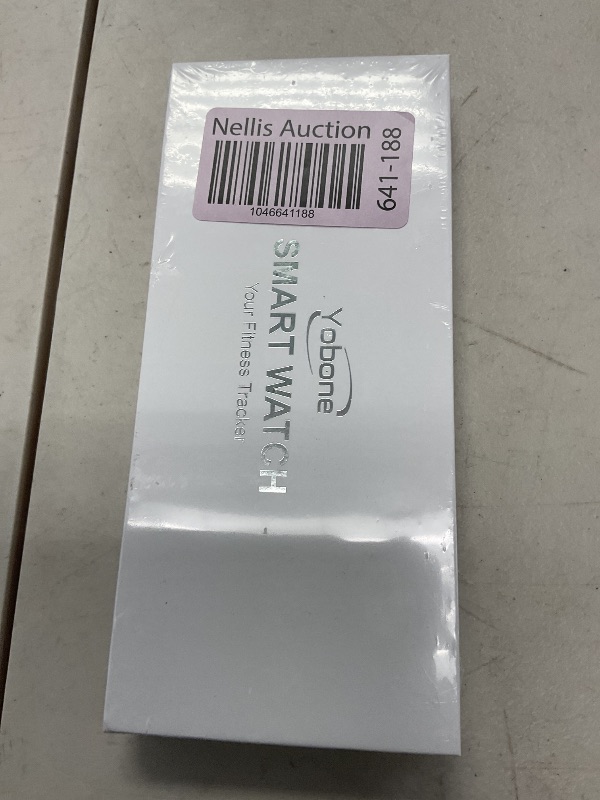 Nellis Auction
641-188
1046641188
Yobone
SMART WATCH
Your Fitness Tracker